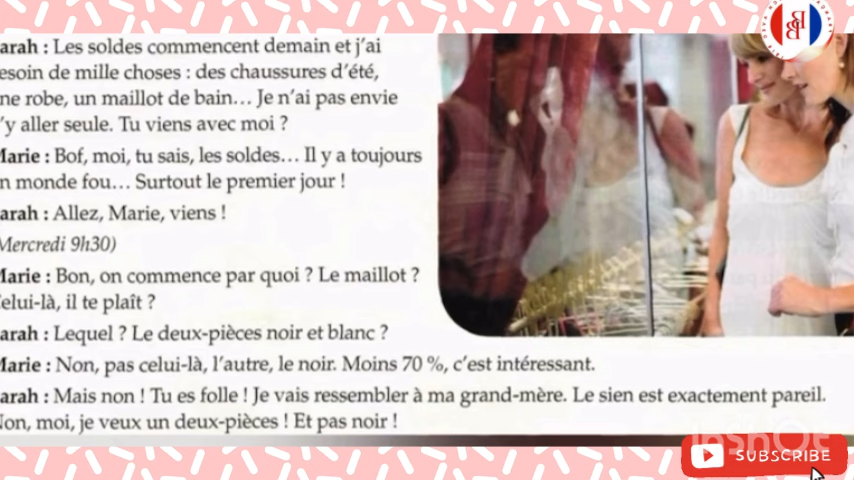 arah : Les soldes commencent demain et j'ai
esoin de mille choses : des chaussures d'été,
ne robe, un maillot de bain… Je n'ai pas envie
'y aller seule. Tu viens avec moi ?
Marie : Bof, moi, tu sais, les soldes… Il y a toujours
n monde fou… Surtout le premier jour !
arah : Allez, Marie, viens !
Mercredi 9h30)
Marie : Bon, on commence par quoi ? Le maillot ?
elui-là, il te plaît ?
arah : Lequel ? Le deux-pièces noir et blanc ?
Marie : Non, pas celui-là, l'autre, le noir. Moins 70 %, c'est intéressant.
arah : Mais non ! Tu es folle ! Je vais ressembler à ma grand-mère. Le sien est exactement pareil.
Non, moi, je veux un deux-pièces ! Et pas noir !
InShOt
SUBSCRIBE